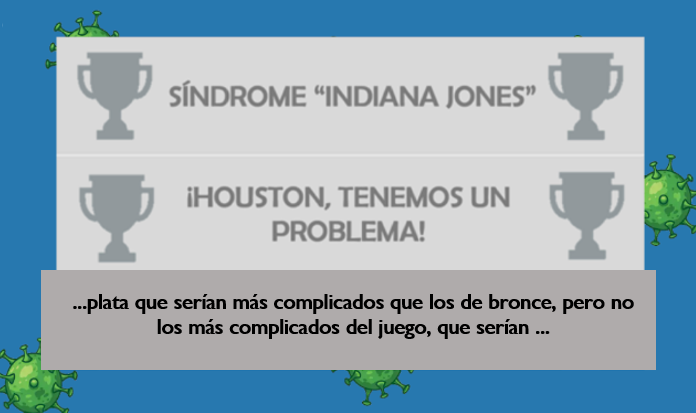 SÍNDROME “INDIANA JONES”
¡HOUSTON, TENEMOS UN
PROBLEMA!
...plata que serían más complicados que los de bronce, pero no
los más complicados del juego, que serían ...